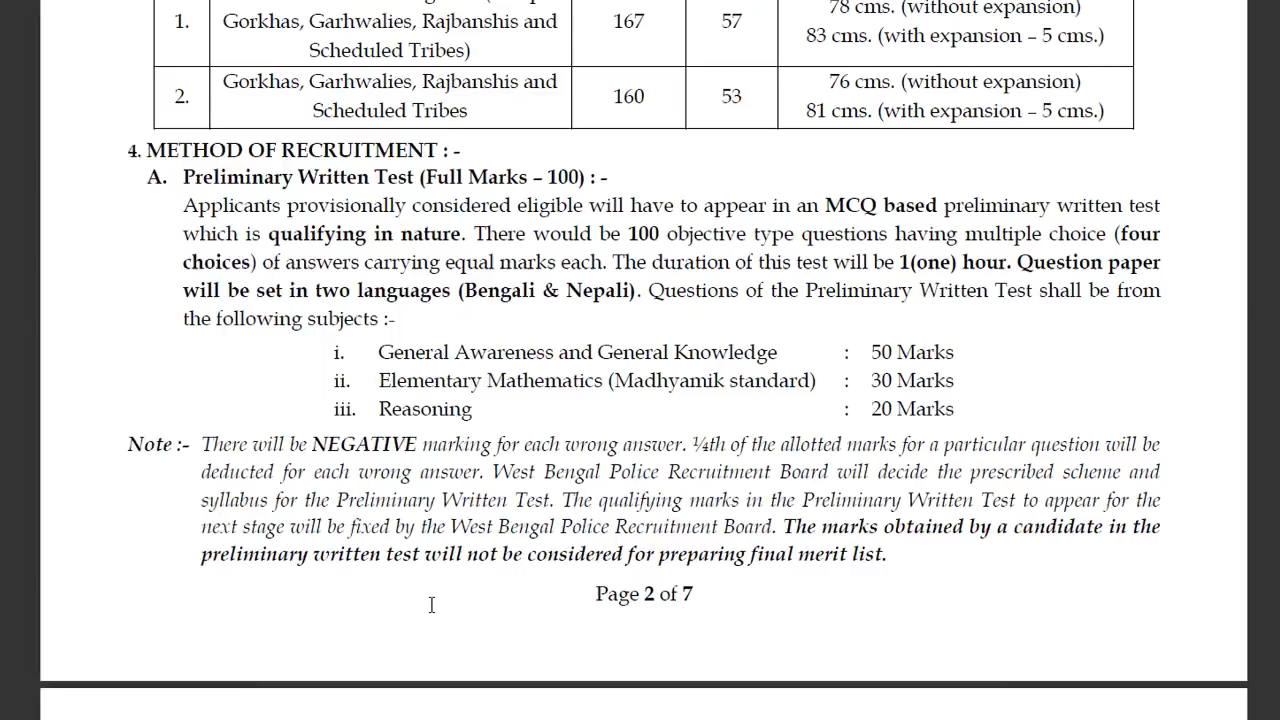 78 cms. (without expansion)
1. Gorkhas, Garhwalies, Rajbanshis and 167 57
83 cms. (with expansion – 5 cms.)
Scheduled Tribes)
Gorkhas, Garhwalies, Rajbanshis and 76 cms. (without expansion)
2. 160 53
Scheduled Tribes 81 cms. (with expansion – 5 cms.)
4. METHOD OF RECRUITMENT : -
A. Preliminary Written Test (Full Marks – 100) : -
Applicants provisionally considered eligible will have to appear in an MCQ based preliminary written test
which is qualifying in nature. There would be 100 objective type questions having multiple choice (four
choices) of answers carrying equal marks each. The duration of this test will be 1(one) hour. Question paper
will be set in two languages (Bengali & Nepali). Questions of the Preliminary Written Test shall be from
the following subjects :-
i. General Awareness and General Knowledge : 50 Marks
ii. Elementary Mathematics (Madhyamik standard) : 30 Marks
iii. Reasoning : 20 Marks
Note :- There will be NEGATIVE marking for each wrong answer. ¼th of the allotted marks for a particular question will be
deducted for each wrong answer. West Bengal Police Recruitment Board will decide the prescribed scheme and
syllabus for the Preliminary Written Test. The qualifying marks in the Preliminary Written Test to appear for the
next stage will be fixed by the West Bengal Police Recruitment Board. The marks obtained by a candidate in the
preliminary written test will not be considered for preparing final merit list.
Page 2 of 7